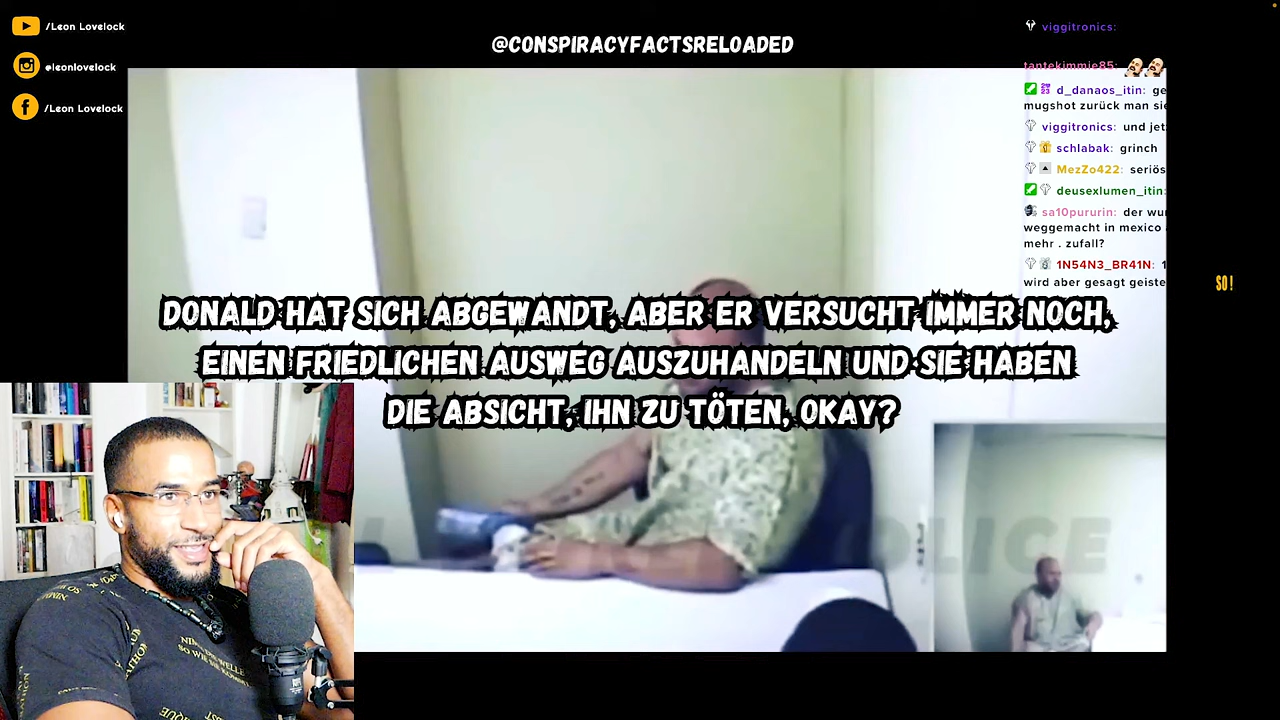 /Leon Lovelock
@leonlovelock
/Leon Lovelock
@CONSPIRACYFACTSRELOADED
viggitronics:
tantekimmie85:
d_danaos_itin: ge
mugshot zurück man sie
viggitronics: und jet
schlabak: grinch
MezZo422: seriös
deusexlumen_itin:
sa10pururin: der wu
weggemacht in mexico
mehr . zufall?
1N54N3_BR41N: 1
wird aber gesagt geiste
SO!
DONALD HAT SICH ABGEWANDT, ABER ER VERSUCHT IMMER NOCH,
EINEN FRIEDLICHEN AUSWEG AUSZUHANDELN UND SIE HABEN
DIE ABSICHT, IHN ZU TÖTEN, OKAY?
OLICE